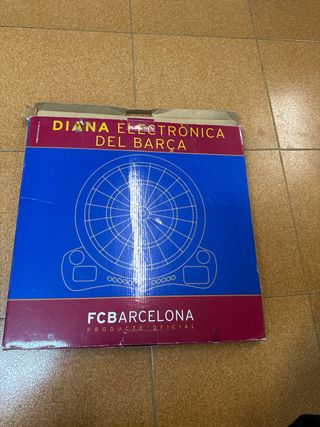 DIANA ELECTRÒNICA
DEL BARÇA
FCBARCELONA
PRODUCTE OFICIAL